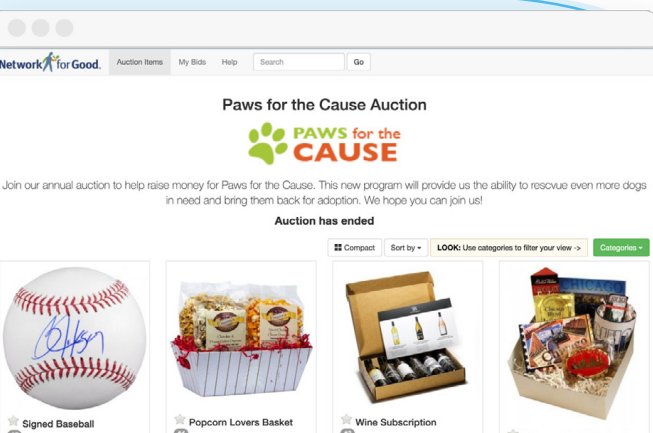 Network for Good.
Auction Items My Bids Help Search Go
Paws for the Cause Auction
PAWS for the
CAUSE
Join our annual auction to help raise money for Paws for the Cause. This new program will provide us the ability to rescvue even more dogs
in need and bring them back for adoption. We hope you can join us!
Auction has ended
Compact Sort by LOOK: Use categories to filter your view -> Categories
CHICAGO
Signed Baseball Popcorn Lovers Basket Wine Subscription